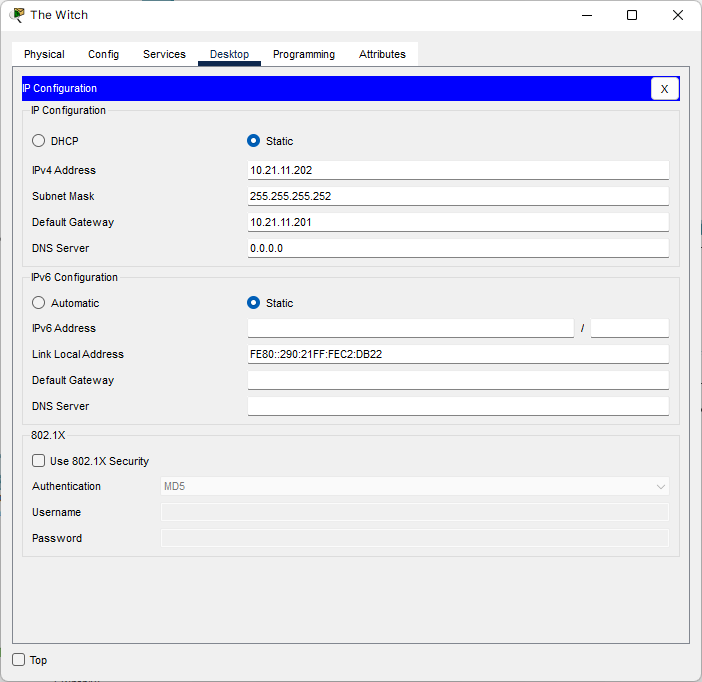 The Witch
Physical Config Services Desktop Programming Attributes
IP Configuration X
IP Configuration
DHCP Static
IPv4 Address 10.21.11.202
Subnet Mask 255.255.255.252
Default Gateway 10.21.11.201
DNS Server 0.0.0.0
IPv6 Configuration
Automatic Static
IPv6 Address /
Link Local Address FE80::290:21FF:FEC2:DB22
Default Gateway
DNS Server
802.1X
Use 802.1X Security
Authentication MD5
Username
Password
Top